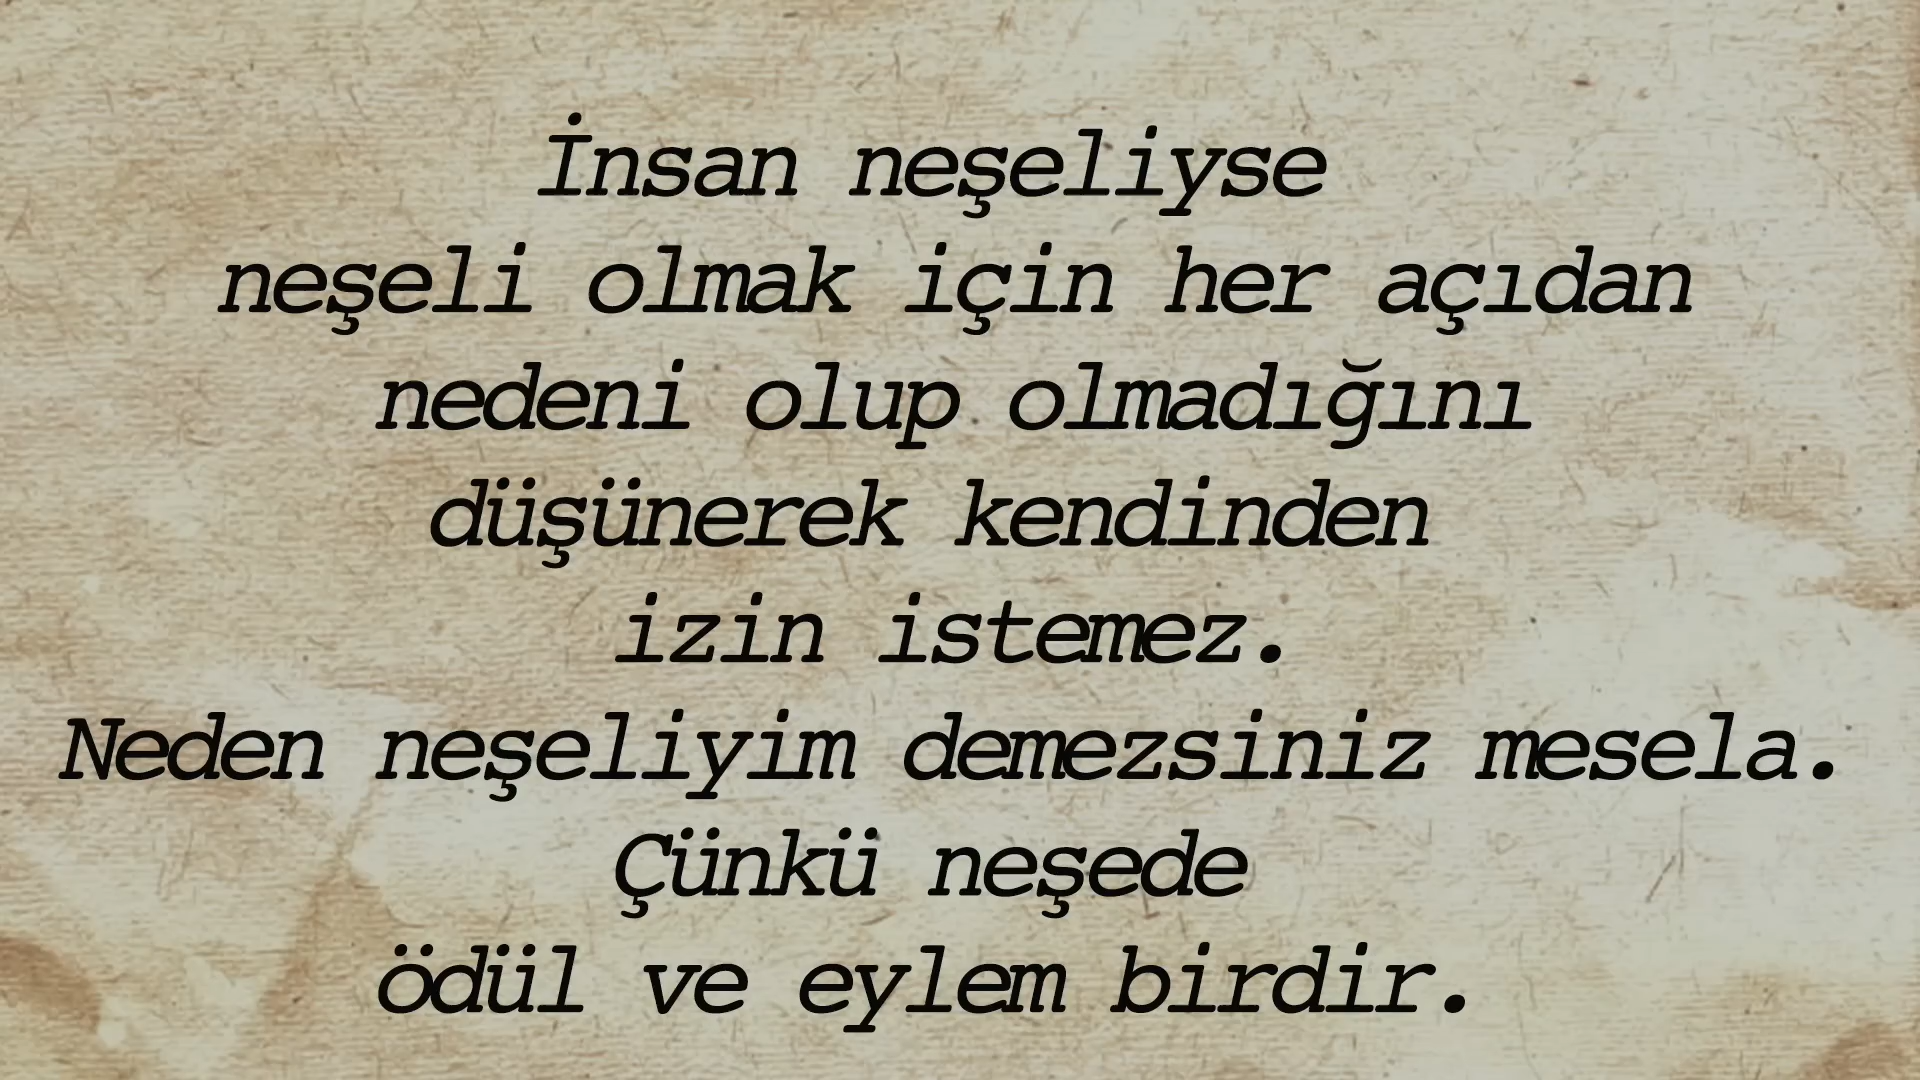 İnsan neşeliyse
neşeli olmak için her açıdan
nedeni olup olmadığını
düşünerek kendinden
izin istemez.
Neden neşeliyim demezsiniz mesela.
Çünkü neşede
ödül ve eylem birdir.